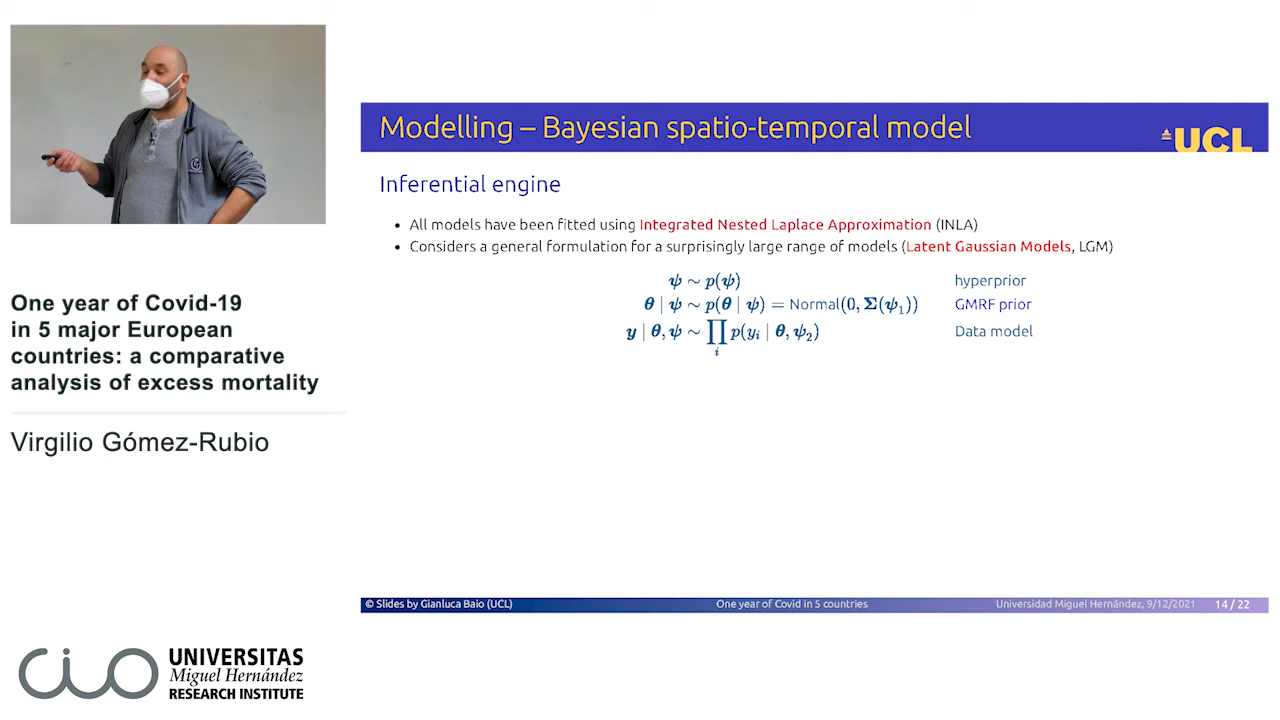 Modelling – Bayesian spatio-temporal model
UCL
Inferential engine
• All models have been fitted using Integrated Nested Laplace Approximation (INLA)
• Considers a general formulation for a surprisingly large range of models (Latent Gaussian Models, LGM)
ψ ∼ p(ψ) hyperprior
θ | ψ ∼ p(θ | ψ) = Normal(0, Σ(ψ₁)) GMRF prior
y | θ, ψ ∼ ∏ᵢ p(yᵢ | θ, ψ₂) Data model
© Slides by Gianluca Baio (UCL) One year of Covid in 5 countries Universidad Miguel Hernández, 9/12/2021 14 / 22
One year of Covid-19
in 5 major European
countries: a comparative
analysis of excess mortality
Virgilio Gómez-Rubio
CIO
UNIVERSITAS
Miguel Hernández
RESEARCH INSTITUTE